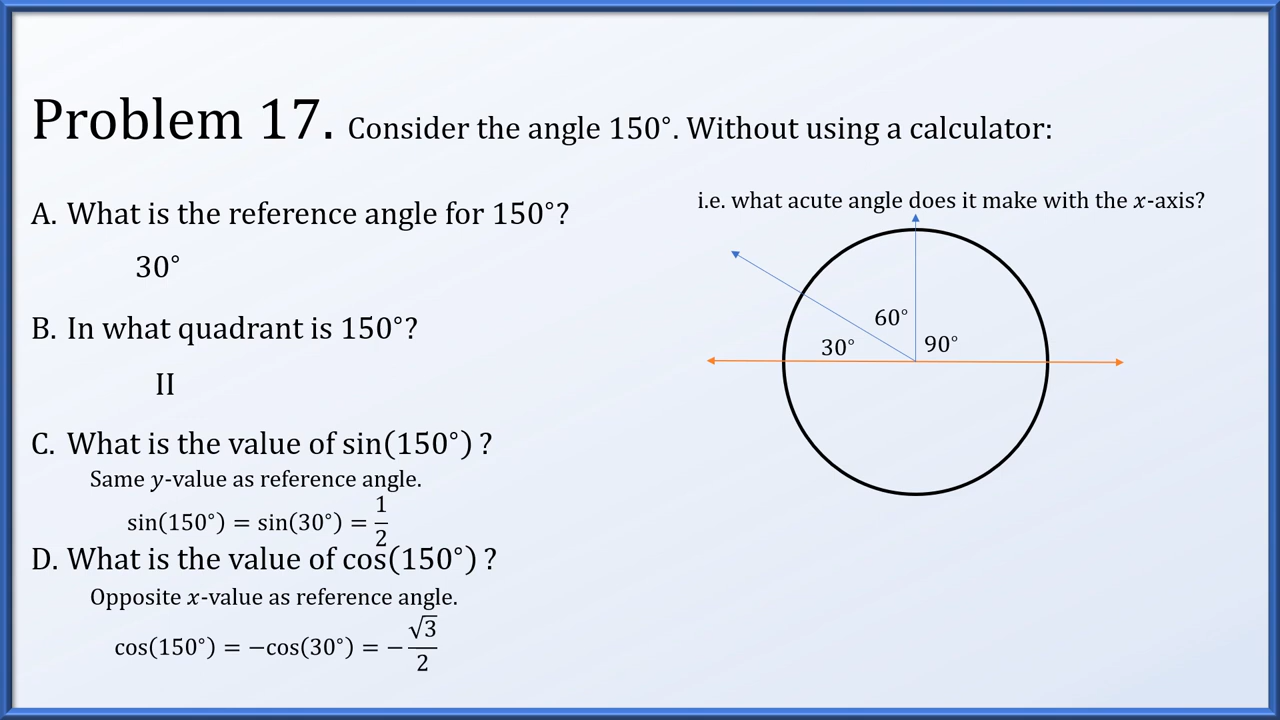 Problem 17. Consider the angle 150°. Without using a calculator:
A. What is the reference angle for 150°?
i.e. what acute angle does it make with the x-axis?
30°
60°
30°
90°
B. In what quadrant is 150°?
II
C. What is the value of sin(150°) ?
Same y-value as reference angle.
sin(150°) = sin(30°) = 1/2
D. What is the value of cos(150°) ?
Opposite x-value as reference angle.
cos(150°) = −cos(30°) = −√3/2